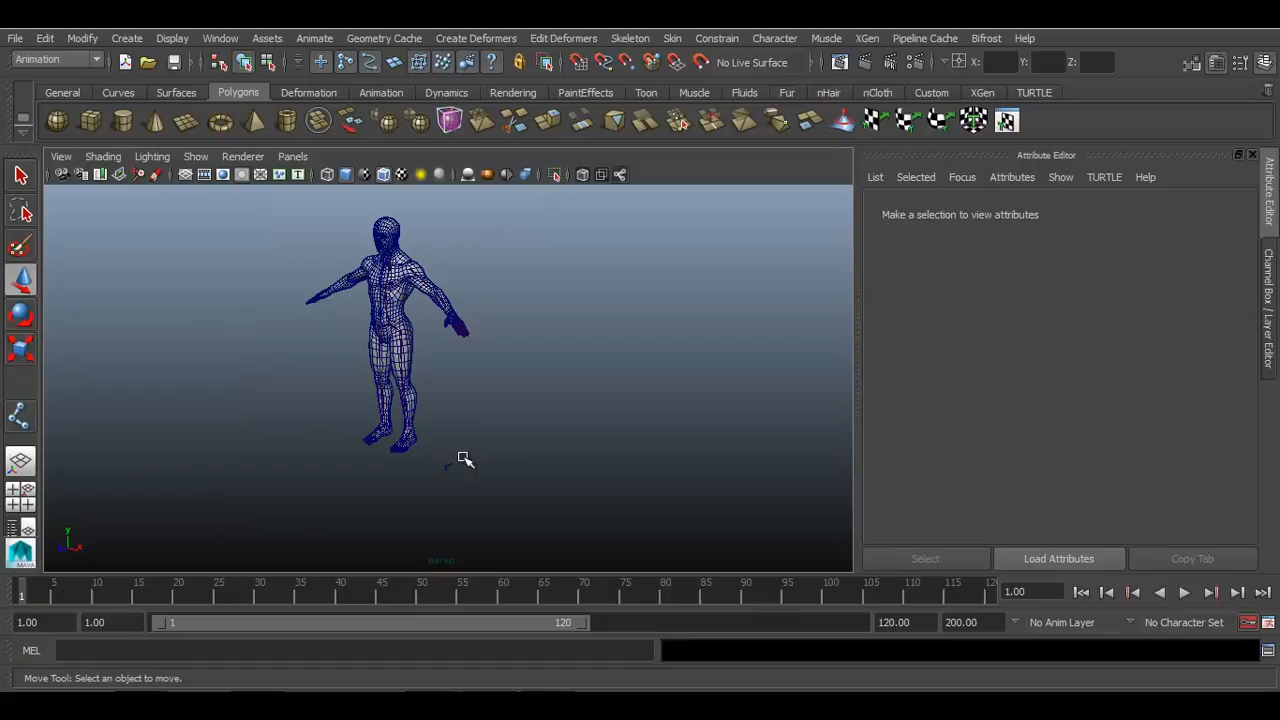 File Edit Modify Create Display Window Assets Animate Geometry Cache Create Deformers Edit Deformers Skeleton Skin Constrain Character Muscle XGen Pipeline Cache Bifrost Help
Animation No Live Surface X: Y: Z:
General Curves Surfaces Polygons Deformation Animation Dynamics Rendering PaintEffects Toon Muscle Fluids Fur nHair nCloth Custom XGen TURTLE
View Shading Lighting Show Renderer Panels
Attribute Editor
List Selected Focus Attributes Show TURTLE Help
Make a selection to view attributes
Attribute Editor
Channel Box / Layer Editor
y
x
persp
MAYA
Select Load Attributes Copy Tab
5 10 15 20 25 30 35 40 45 50 55 60 65 70 75 80 85 90 95 100 105 110 115 120
1 1.00
1.00 1.00 1 120 120.00 200.00 No Anim Layer No Character Set
MEL
Move Tool: Select an object to move.